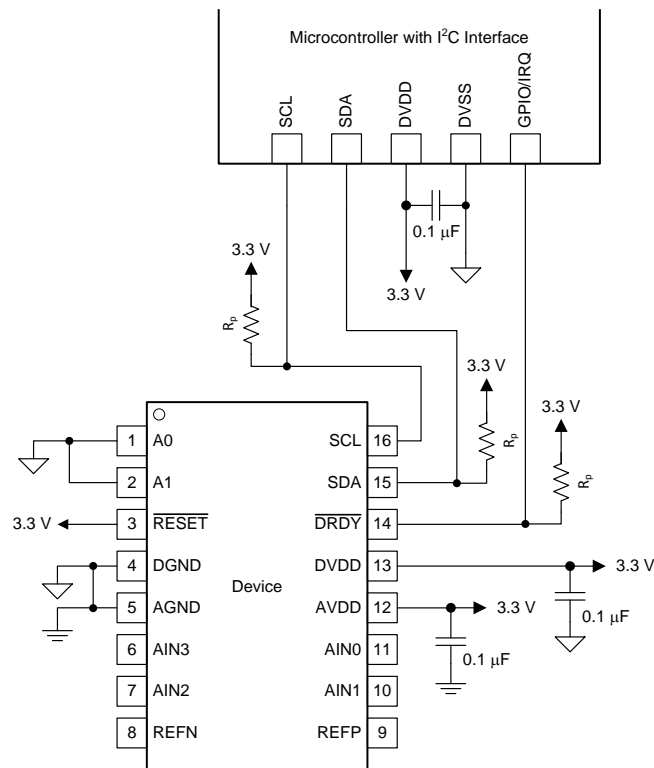 Microcontroller with I²C Interface
SCL
SDA
DVDD
DVSS
GPIO/IRQ
0.1 μF
3.3 V
3.3 V
Rp
3.3 V
Rp
3.3 V
Rp
1 A0
SCL 16
2 A1
SDA 15
3.3 V
3 RESET
DRDY 14
4 DGND
Device
DVDD 13
3.3 V
5 AGND
AVDD 12
3.3 V
0.1 μF
6 AIN3
AIN0 11
0.1 μF
7 AIN2
AIN1 10
8 REFN
REFP 9